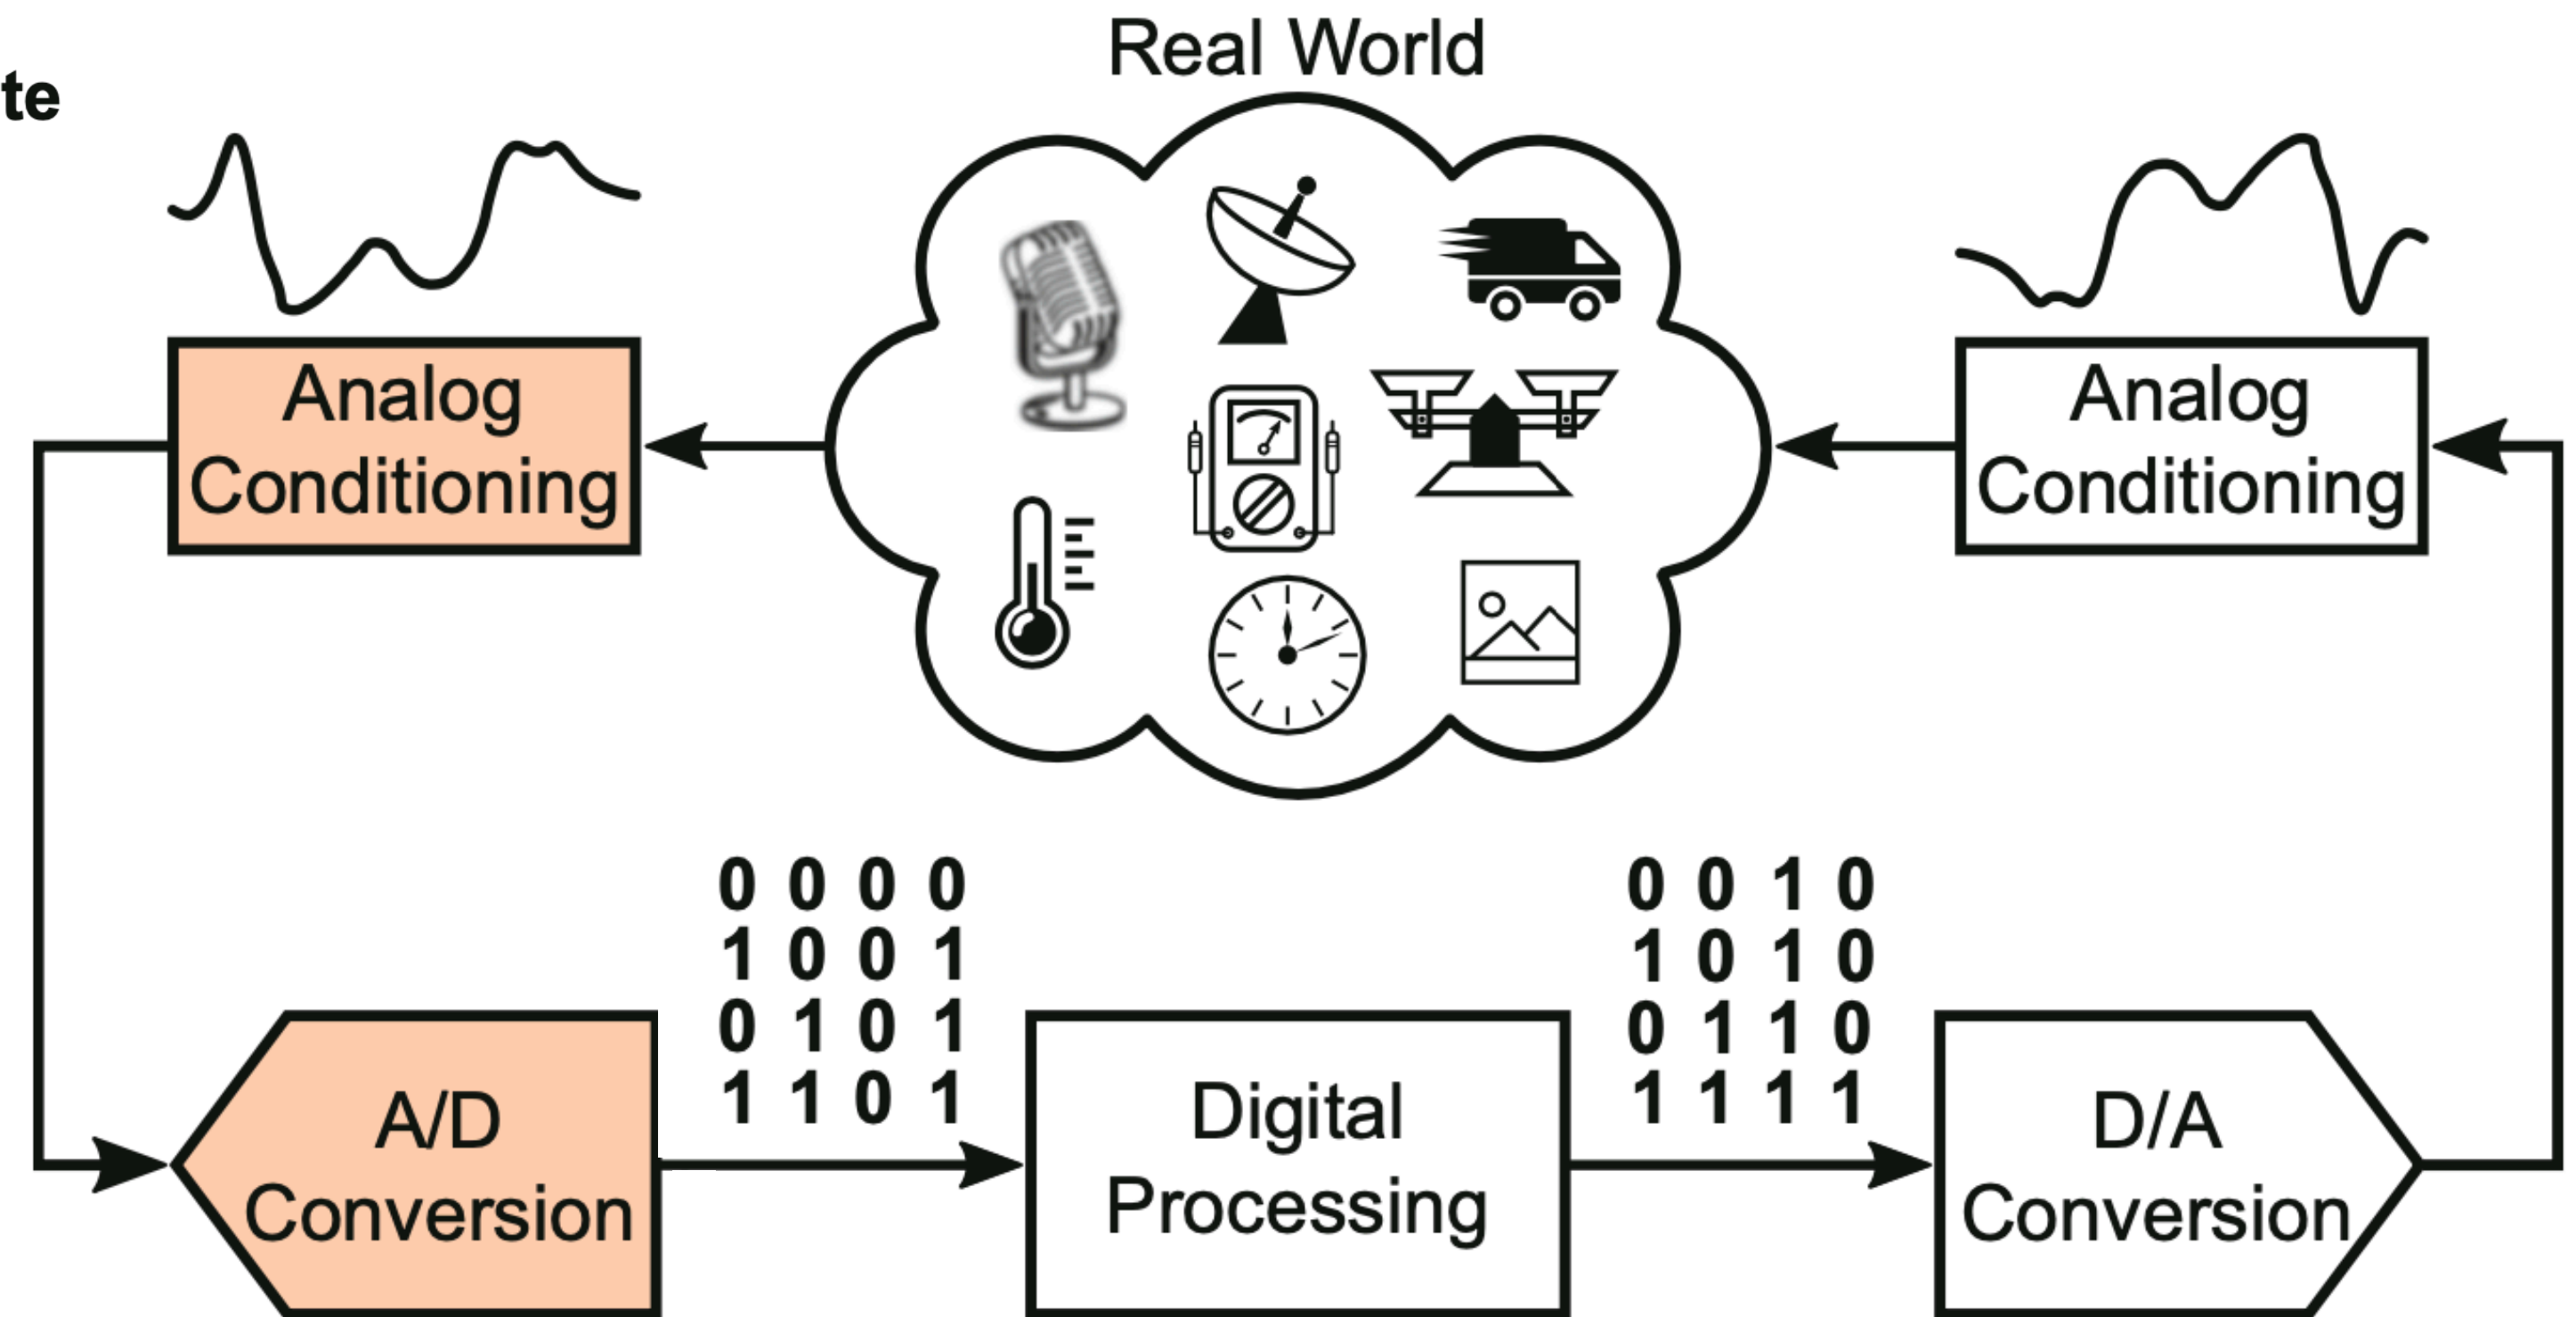 Real World
te
Analog
Conditioning
Analog
Conditioning
0 0 0 0
1 0 0 1
0 1 0 1
1 1 0 1
0 0 1 0
1 0 1 0
0 1 1 0
1 1 1 1
A/D
Conversion
Digital
Processing
D/A
Conversion